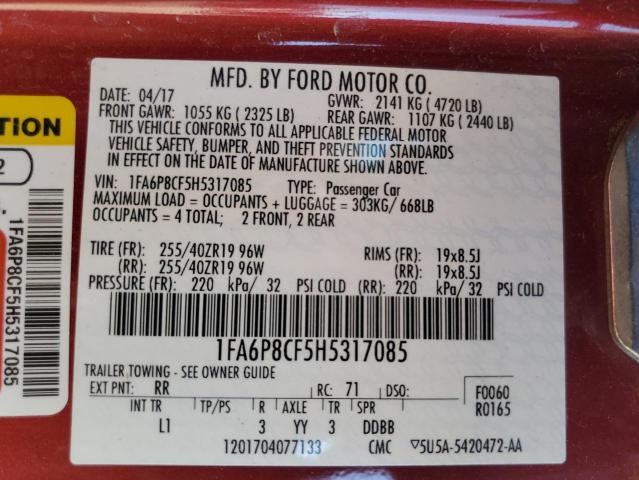 MFD. BY FORD MOTOR CO.
DATE: 04/17 GVWR: 2141 KG ( 4720 LB)
FRONT GAWR: 1055 KG ( 2325 LB) REAR GAWR: 1107 KG ( 2440 LB)
THIS VEHICLE CONFORMS TO ALL APPLICABLE FEDERAL MOTOR
VEHICLE SAFETY, BUMPER, AND THEFT PREVENTION STANDARDS
IN EFFECT ON THE DATE OF MANUFACTURE SHOWN ABOVE.
VIN: 1FA6P8CF5H5317085 TYPE: Passenger Car
MAXIMUM LOAD = OCCUPANTS + LUGGAGE = 303KG/ 668LB
OCCUPANTS = 4 TOTAL; 2 FRONT, 2 REAR
TIRE (FR): 255/40ZR19 96W RIMS (FR): 19x8.5J
(RR): 255/40ZR19 96W (RR): 19x8.5J
PRESSURE (FR): 220 kPa/ 32 PSI COLD (RR): 220 kPa/ 32 PSI COLD
1FA6P8CF5H5317085
TRAILER TOWING - SEE OWNER GUIDE
EXT PNT: RR RC: 71 DSO: F0060
R0165
INT TR TP/PS R AXLE TR SPR
L1 3 YY 3 DDBB
1201704077133 CMC ▽5U5A-5420472-AA
TION
2
1FA6P8CF5H5317085